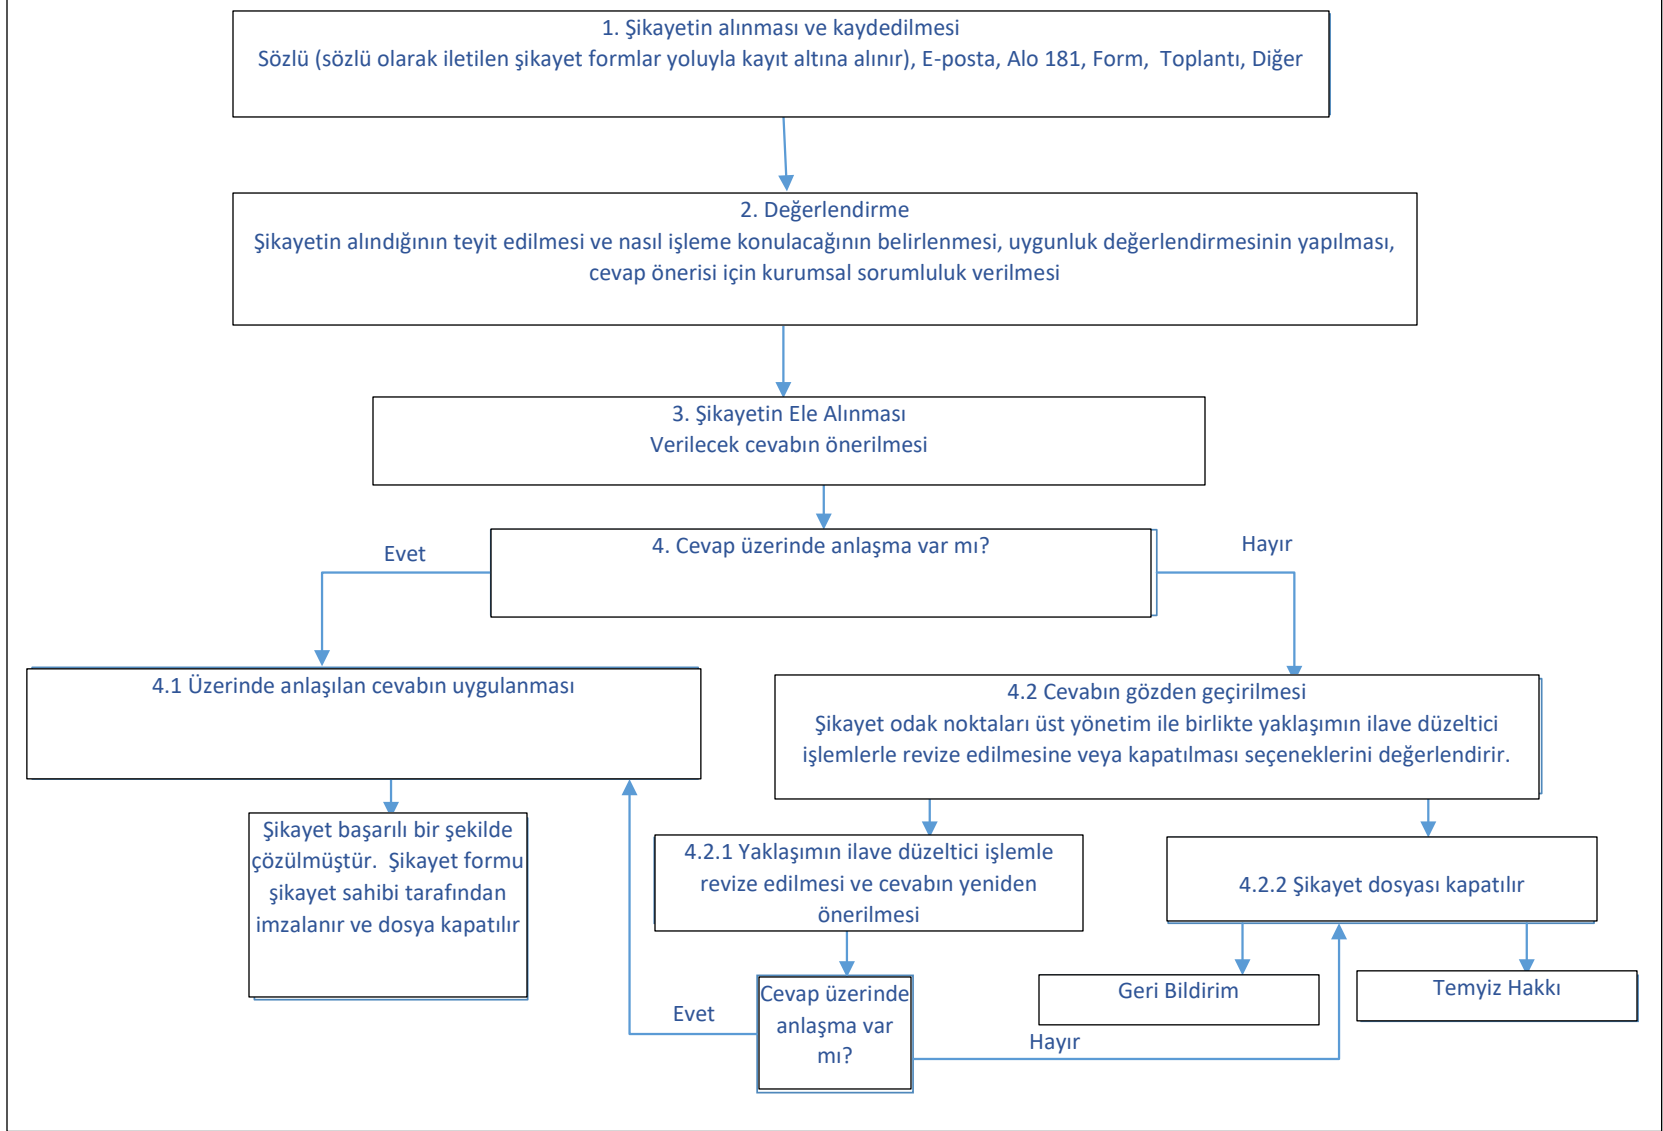 1. Şikayetin alınması ve kaydedilmesi
Sözlü (sözlü olarak iletilen şikayet formlar yoluyla kayıt altına alınır), E-posta, Alo 181, Form, Toplantı, Diğer
2. Değerlendirme
Şikayetin alındığının teyit edilmesi ve nasıl işleme konulacağının belirlenmesi, uygunluk değerlendirmesinin yapılması,
cevap önerisi için kurumsal sorumluluk verilmesi
3. Şikayetin Ele Alınması
Verilecek cevabın önerilmesi
4. Cevap üzerinde anlaşma var mı?
Evet
Hayır
4.1 Üzerinde anlaşılan cevabın uygulanması
4.2 Cevabın gözden geçirilmesi
Şikayet odak noktaları üst yönetim ile birlikte yaklaşımın ilave düzeltici
işlemlerle revize edilmesine veya kapatılması seçeneklerini değerlendirir.
Şikayet başarılı bir şekilde
çözülmüştür. Şikayet formu
şikayet sahibi tarafından
imzalanır ve dosya kapatılır
4.2.1 Yaklaşımın ilave düzeltici işlemle
revize edilmesi ve cevabın yeniden
önerilmesi
4.2.2 Şikayet dosyası kapatılır
Cevap üzerinde
anlaşma var
mı?
Evet
Hayır
Geri Bildirim
Temyiz Hakkı